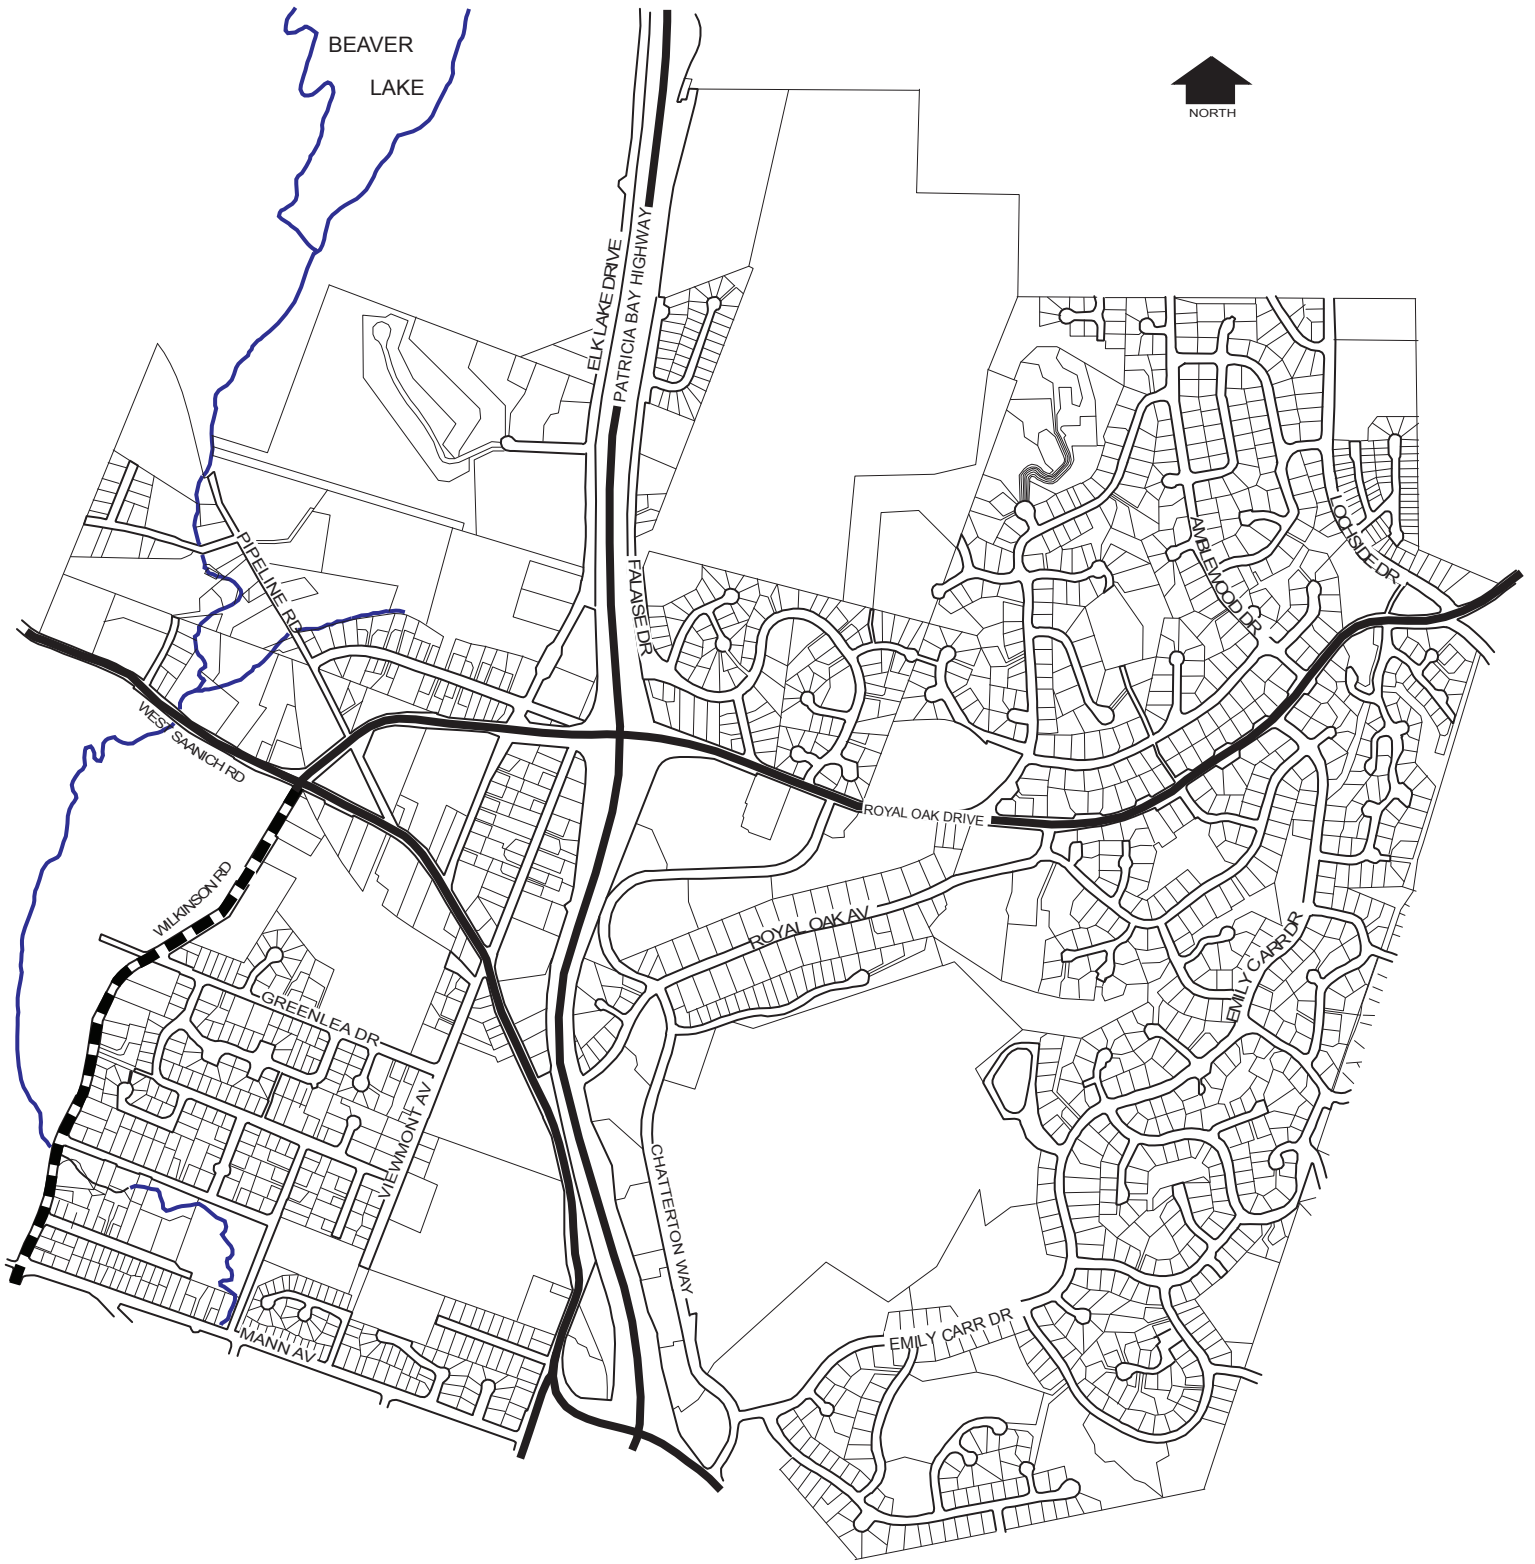 BEAVER
LAKE
NORTH
ELK LAKE DRIVE
PATRICIA BAY HIGHWAY
LOCHSIDE DR
AMBLEWOOD DR
PIPELINE RD
FALAISE DR
WEST SAANICH RD
ROYAL OAK DRIVE
WILKINSON RD
ROYAL OAK AV
EMILY CARR DR
GREENLEA DR
VIEWMONT AV
CHATTERTON WAY
EMILY CARR DR
MANN AV